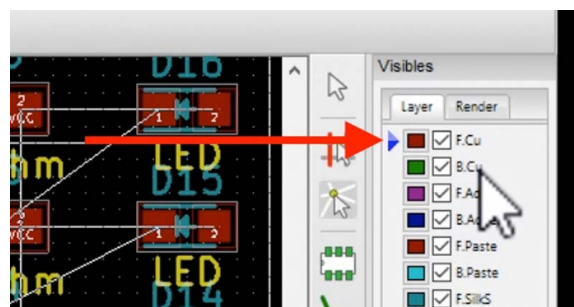 D16
Visibles
2
VCC
1 2
Layer Render
F.Cu
hm
LED
B.Cu
D15
F.Ad
B.Ad
F.Paste
VCC
1 2
B.Paste
hm
LED
F.SilkS
D14